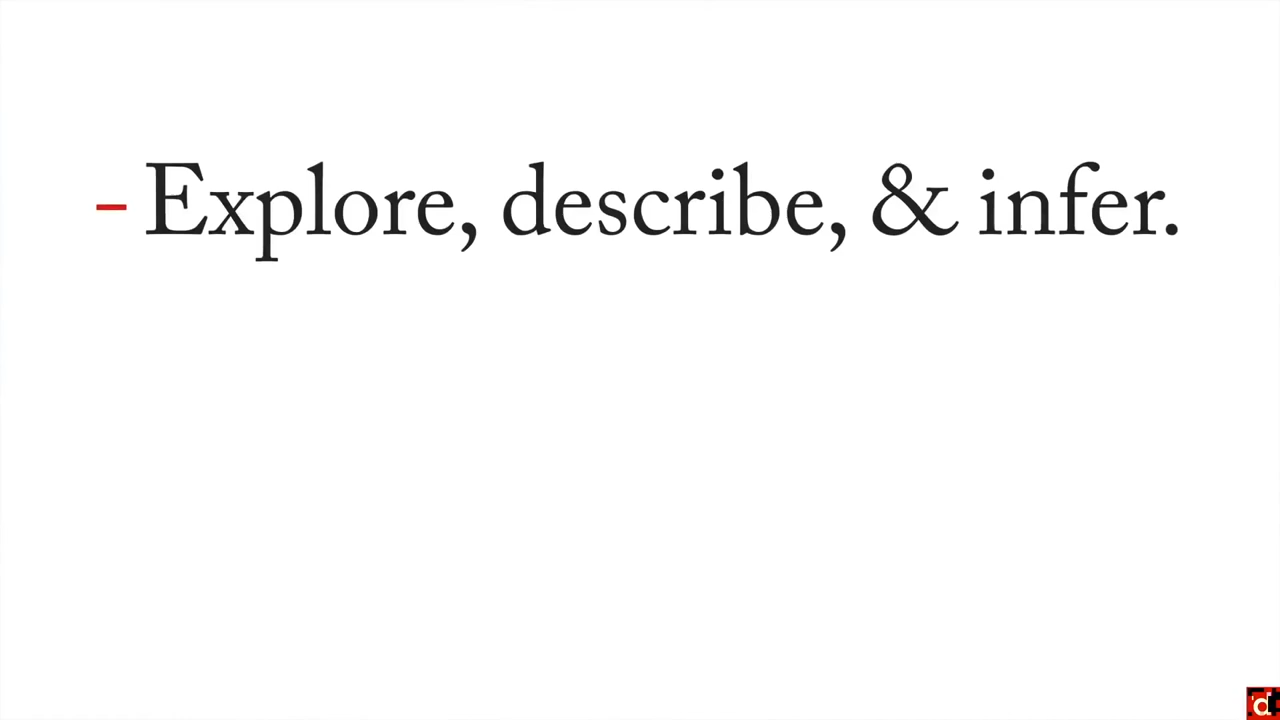 - Explore, describe, & infer.
d